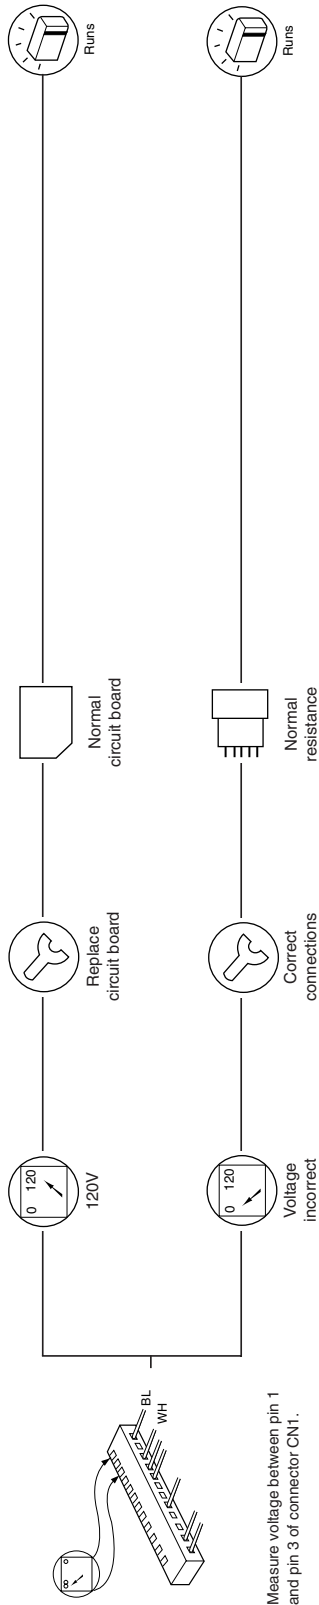 Measure voltage between pin 1
and pin 3 of connector CN1.
BL
WH
0 120
120V
Replace
circuit board
Normal
circuit board
Runs
0 120
Voltage
incorrect
Correct
connections
Normal
resistance
Runs